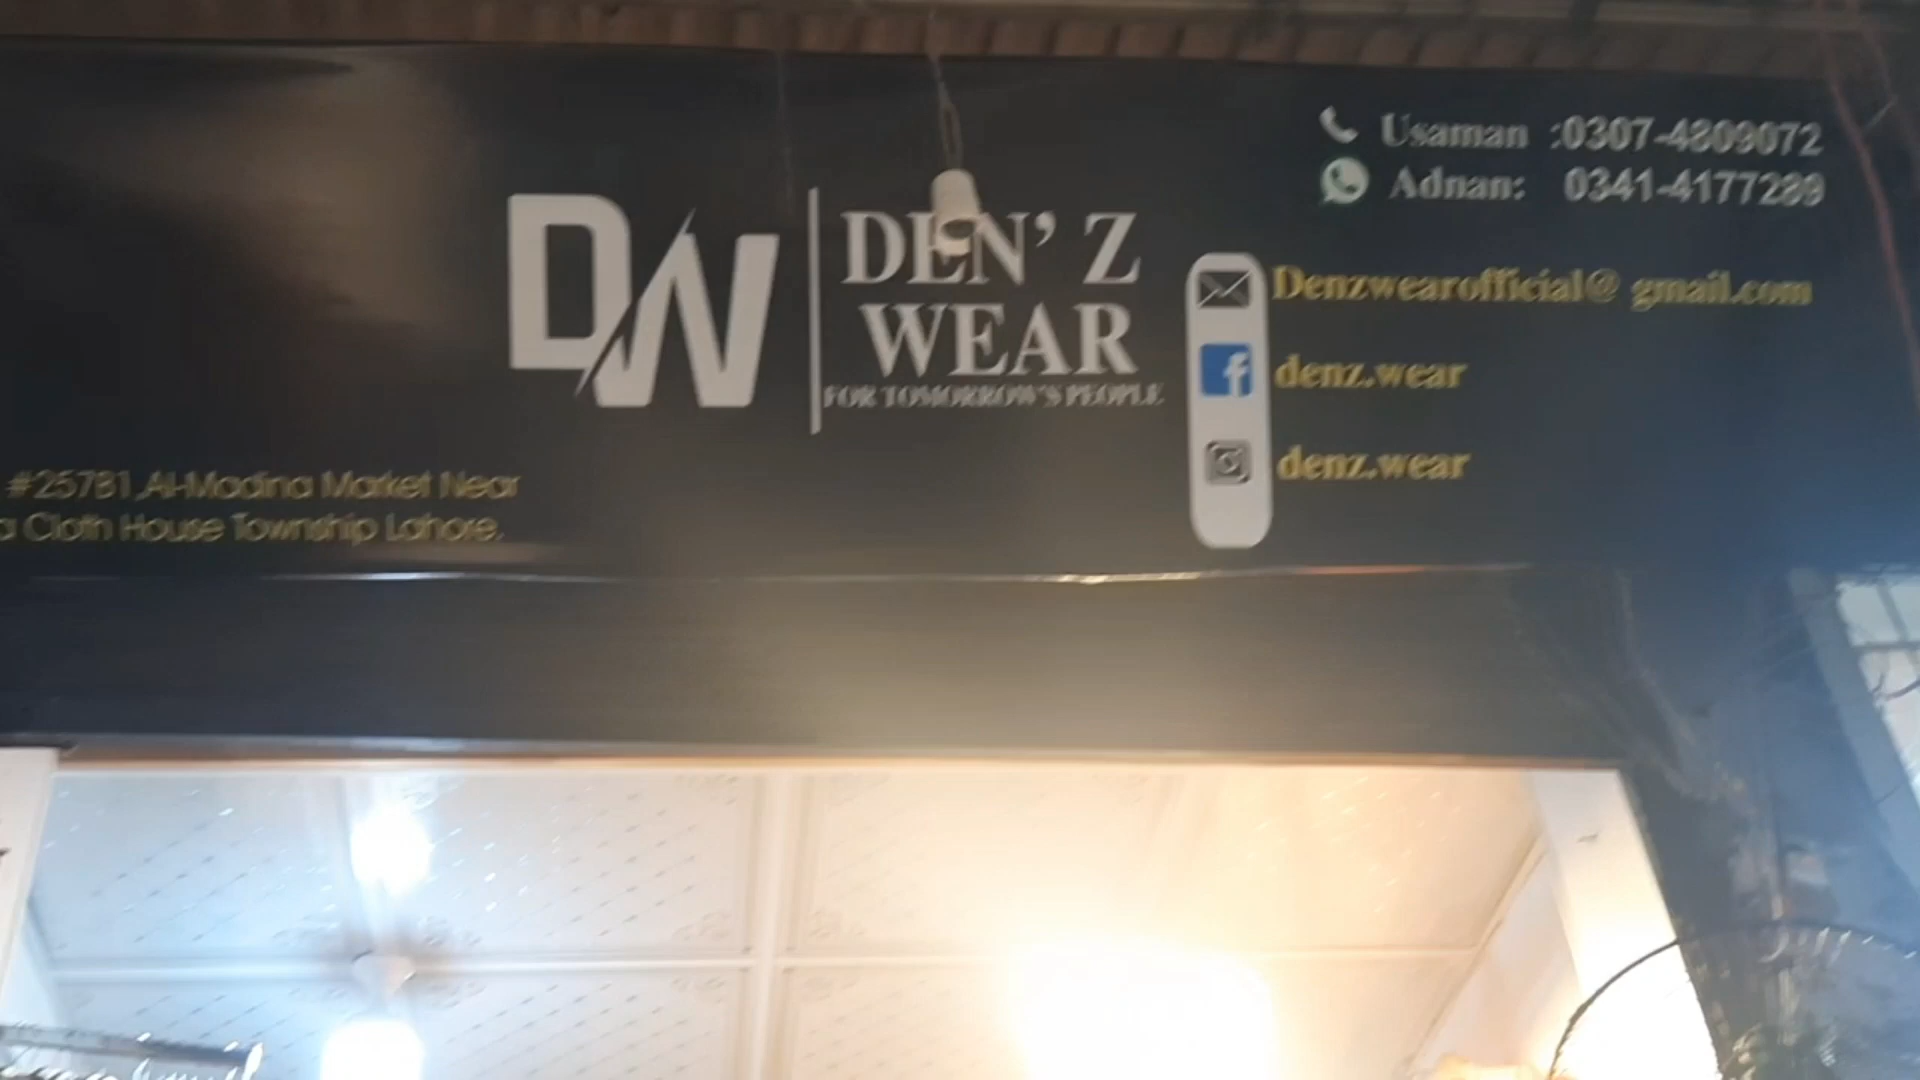 Usaman :0307-4809072
Adnan: 0341-4177289
DW
DEN' Z
WEAR
FOR TOMORROW'S PEOPLE
Denzwearofficial@ gmail.com
denz.wear
denz.wear
#257B1,Al-Madina Market Near
Cloth House Township Lahore.